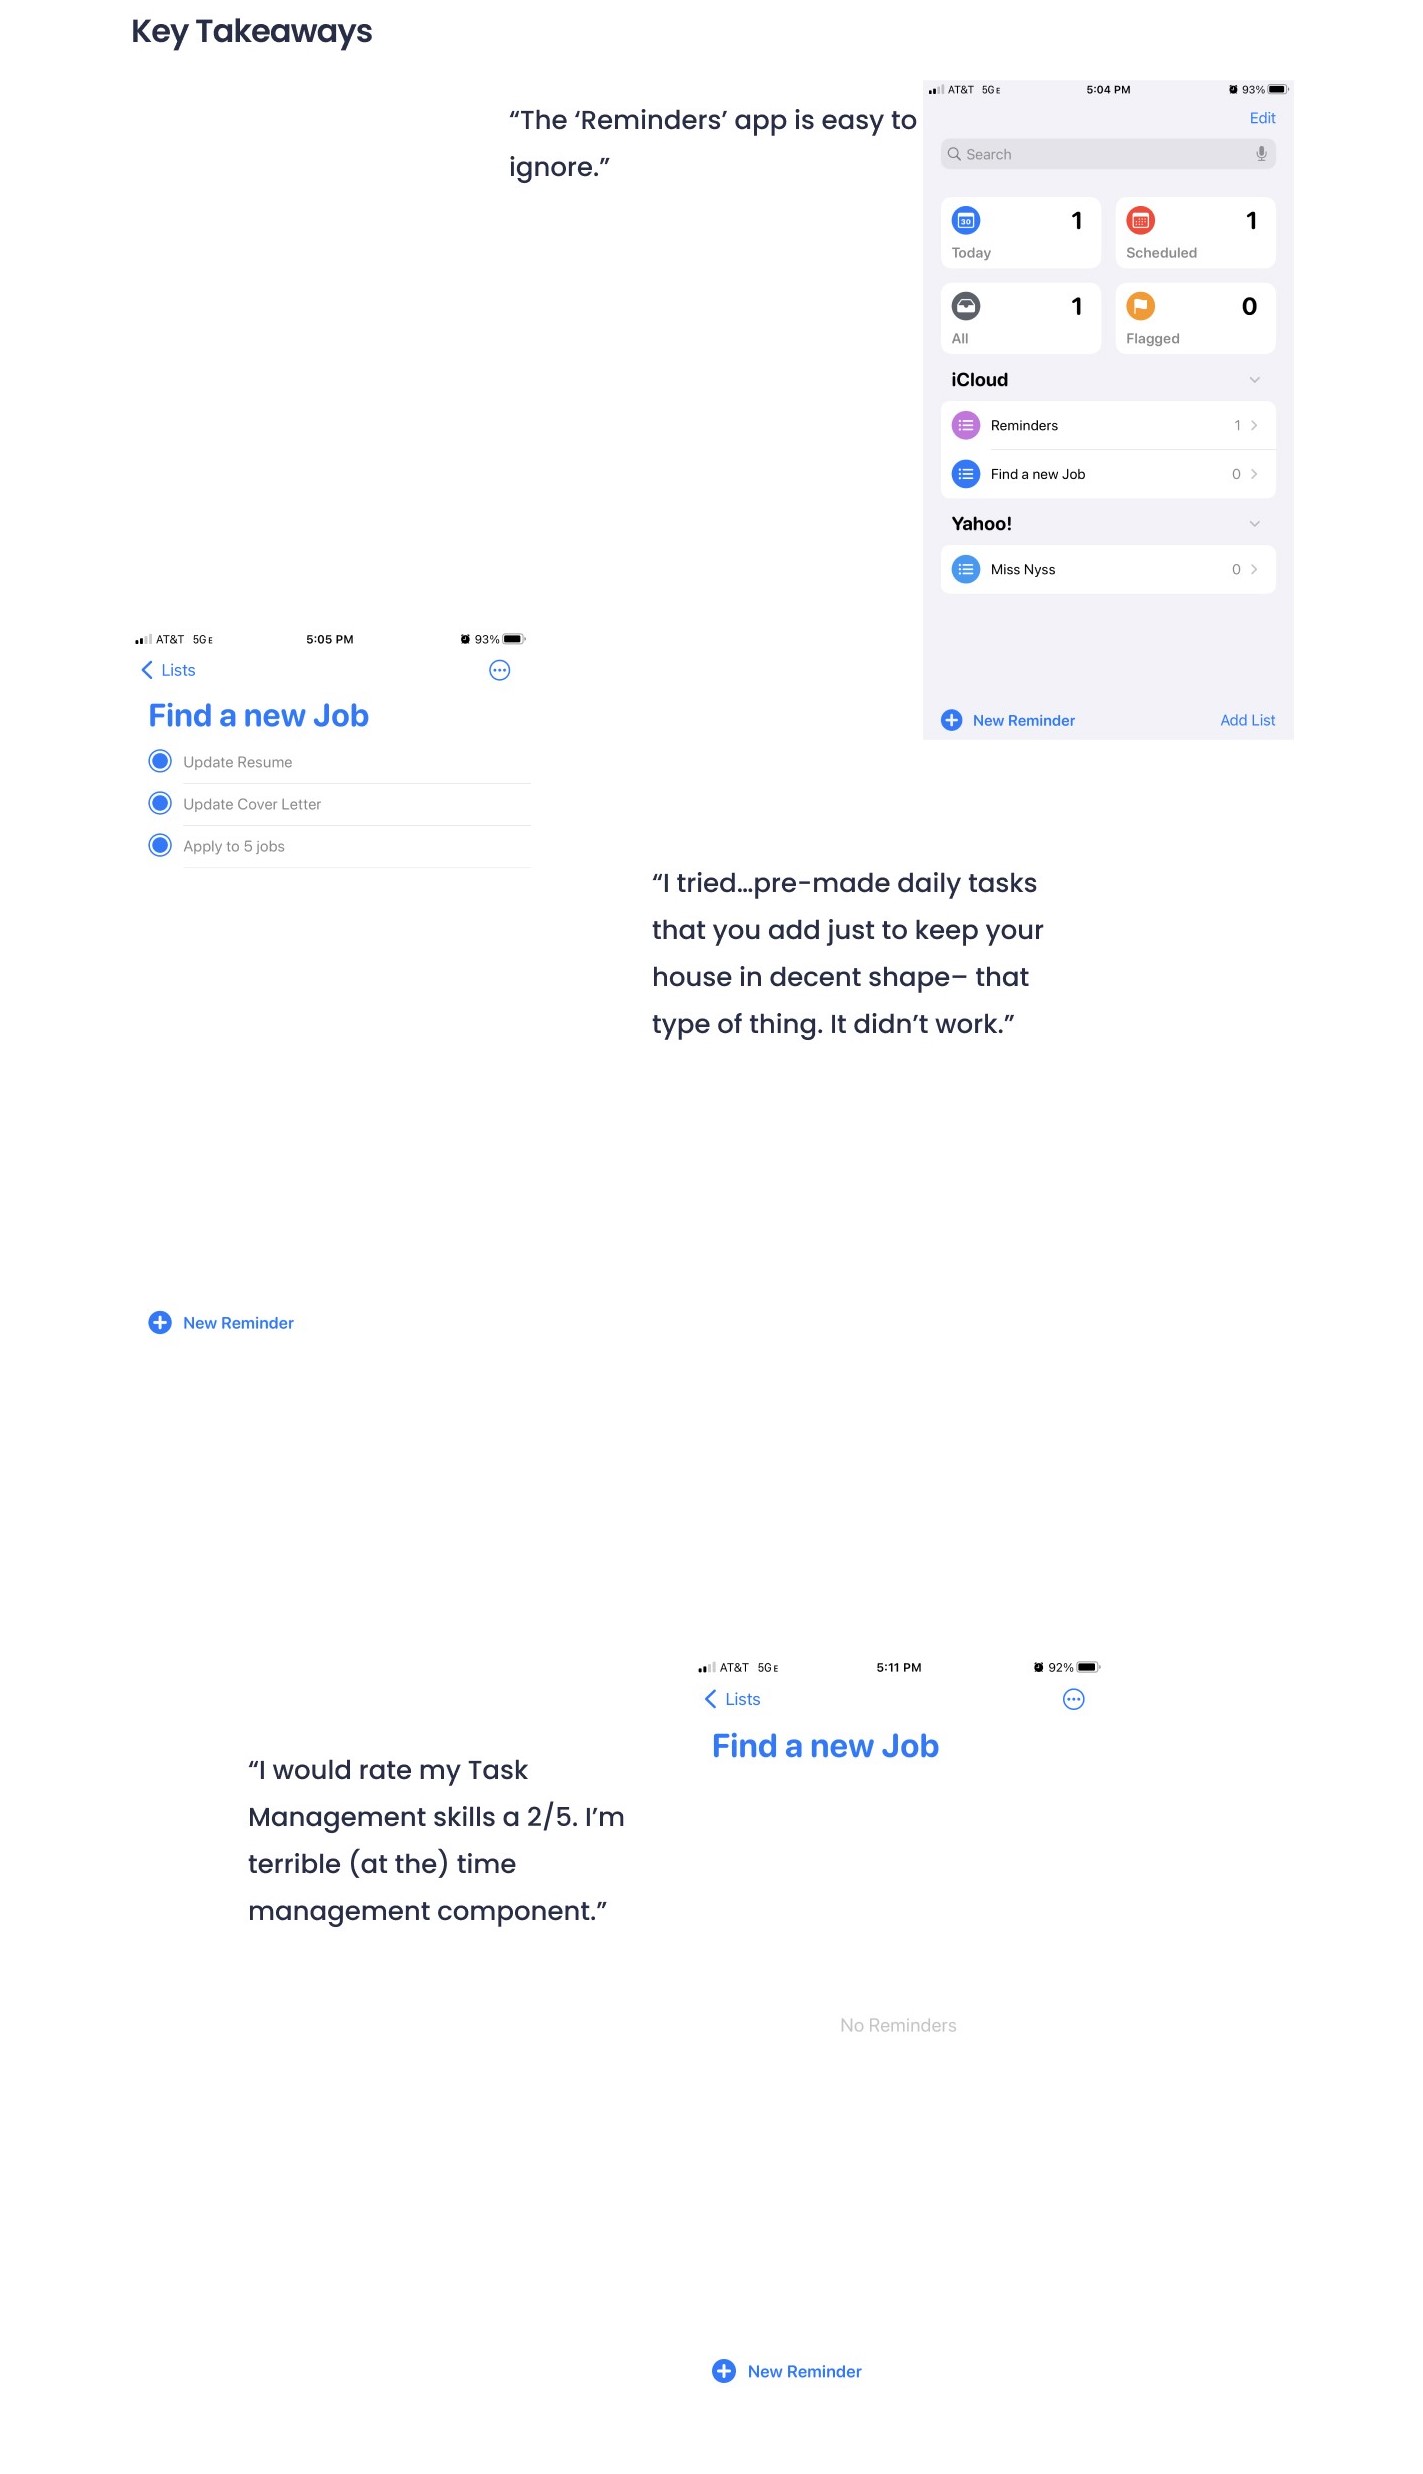 Key Takeaways
“The ‘Reminders’ app is easy to
ignore.”
AT&T 5GE 5:04 PM 93%
Edit
Search
30 1
Today
1
Scheduled
1
All
0
Flagged
iCloud
Reminders 1
Find a new Job 0
Yahoo!
Miss Nyss 0
New Reminder Add List
AT&T 5GE 5:05 PM 93%
Lists
Find a new Job
Update Resume
Update Cover Letter
Apply to 5 jobs
New Reminder
“I tried…pre-made daily tasks
that you add just to keep your
house in decent shape– that
type of thing. It didn’t work.”
“I would rate my Task
Management skills a 2/5. I’m
terrible (at the) time
management component.”
AT&T 5GE 5:11 PM 92%
Lists
Find a new Job
No Reminders
New Reminder